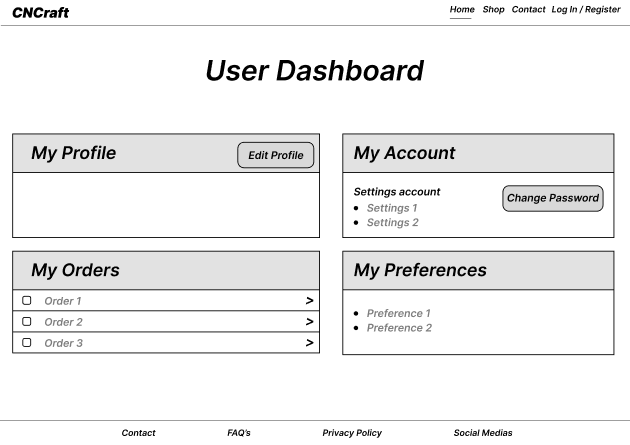 CNCraft
Home Shop Contact Log In / Register
User Dashboard
My Profile
Edit Profile
My Account
Settings account
Settings 1
Settings 2
Change Password
My Orders
Order 1 >
Order 2 >
Order 3 >
My Preferences
Preference 1
Preference 2
Contact FAQ's Privacy Policy Social Medias